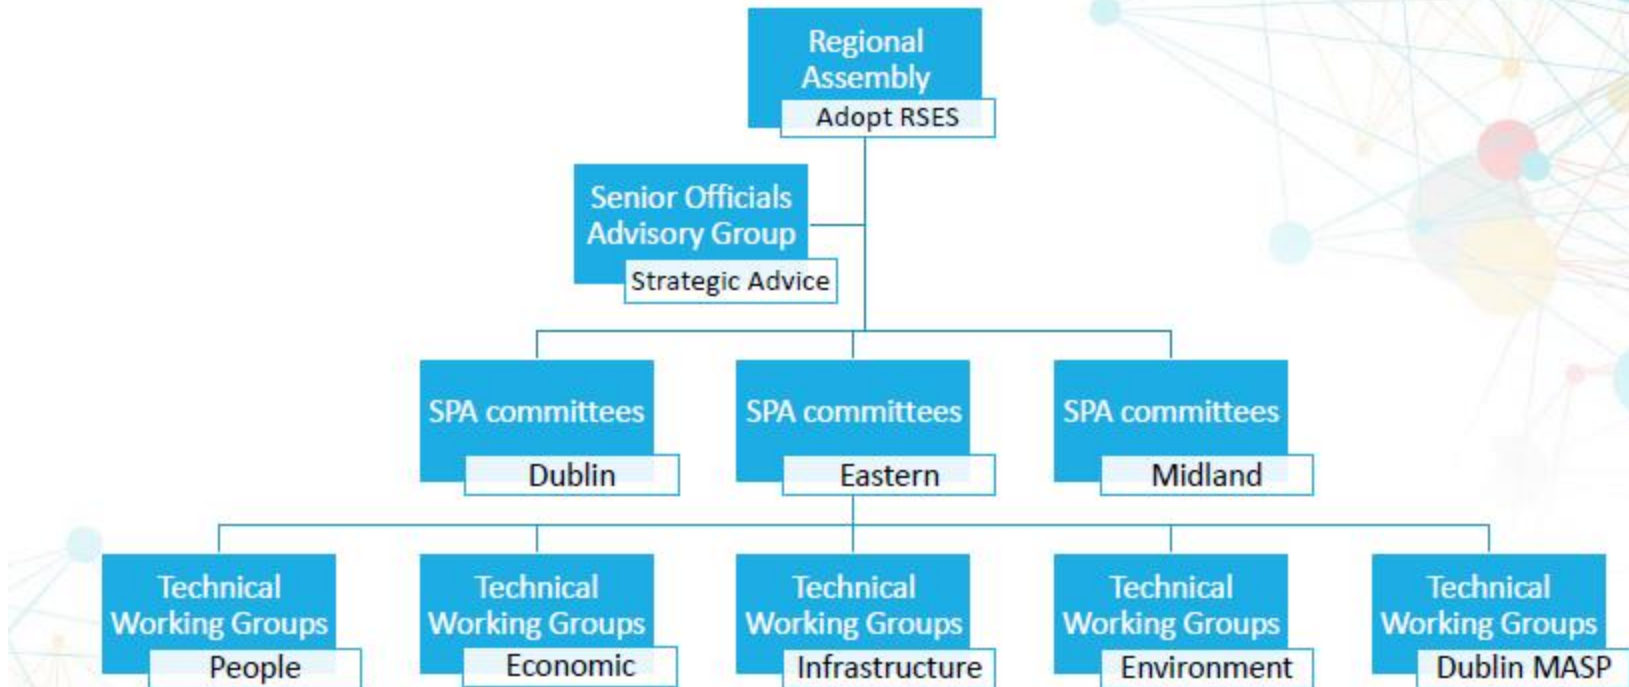 Regional
Assembly
Adopt RSES
Senior Officials
Advisory Group
Strategic Advice
SPA committees
Dublin
SPA committees
Eastern
SPA committees
Midland
Technical
Working Groups
People
Technical
Working Groups
Economic
Technical
Working Groups
Infrastructure
Technical
Working Groups
Environment
Technical
Working Groups
Dublin MASP